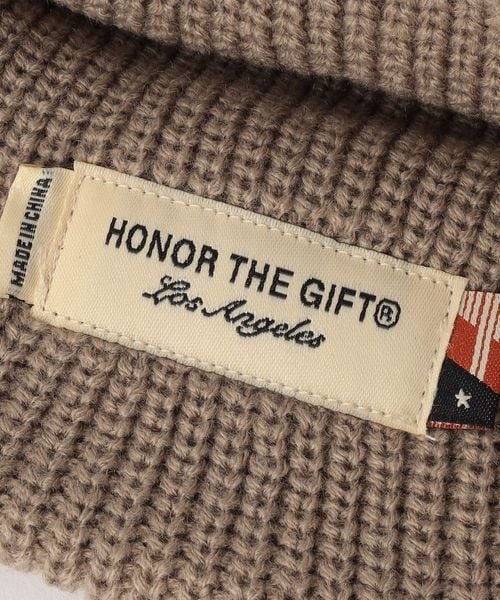 MADE IN CHINA
HONOR THE GIFT®
Los Angeles